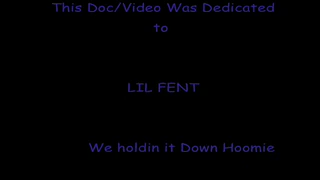 This Doc/Video Was Dedicated
to
LIL FENT
We holdin it Down Hoomie